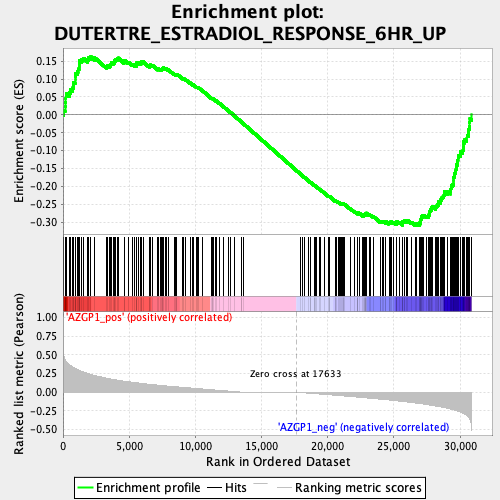 Enrichment plot:
DUTERTRE_ESTRADIOL_RESPONSE_6HR_UP
Enrichment score (ES)
0.15
0.10
0.05
0.00
-0.05
-0.10
-0.15
-0.20
-0.25
-0.30
Ranked list metric (Pearson)
1.00
0.75
0.50
0.25
0.00
-0.25
-0.50
'AZGP1_pos' (positively correlated)
Zero cross at 17633
'AZGP1_neg' (negatively correlated)
0
5,000
10,000
15,000
20,000
25,000
30,000
Rank in Ordered Dataset
Enrichment profile
Hits
Ranking metric scores